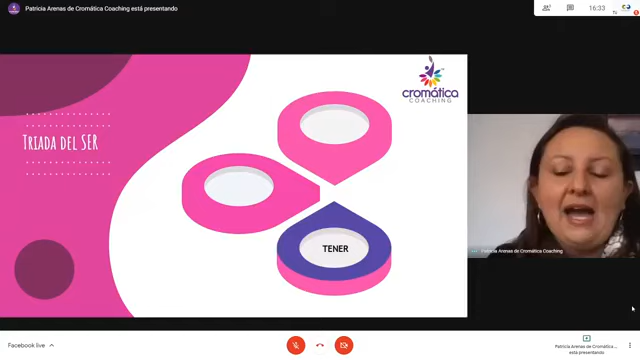 Patricia Arenas de Cromática Coaching está presentando
16:33
cromática
COACHING
TRIADA DEL SER
TENER
Patricia Arenas de Cromática Coaching
Facebook live
Patricia Arenas de Cromática ...
está presentando